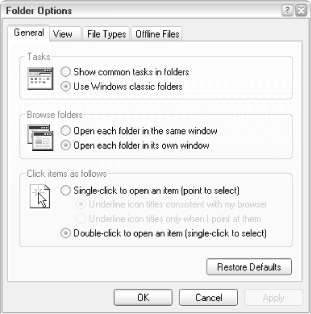 Folder Options
General View File Types Offline Files
Tasks
Show common tasks in folders
Use Windows classic folders
Browse folders
Open each folder in the same window
Open each folder in its own window
Click items as follows
Single-click to open an item (point to select)
Underline icon titles consistent with my browser
Underline icon titles only when I point at them
Double-click to open an item (single-click to select)
Restore Defaults
OK Cancel Apply